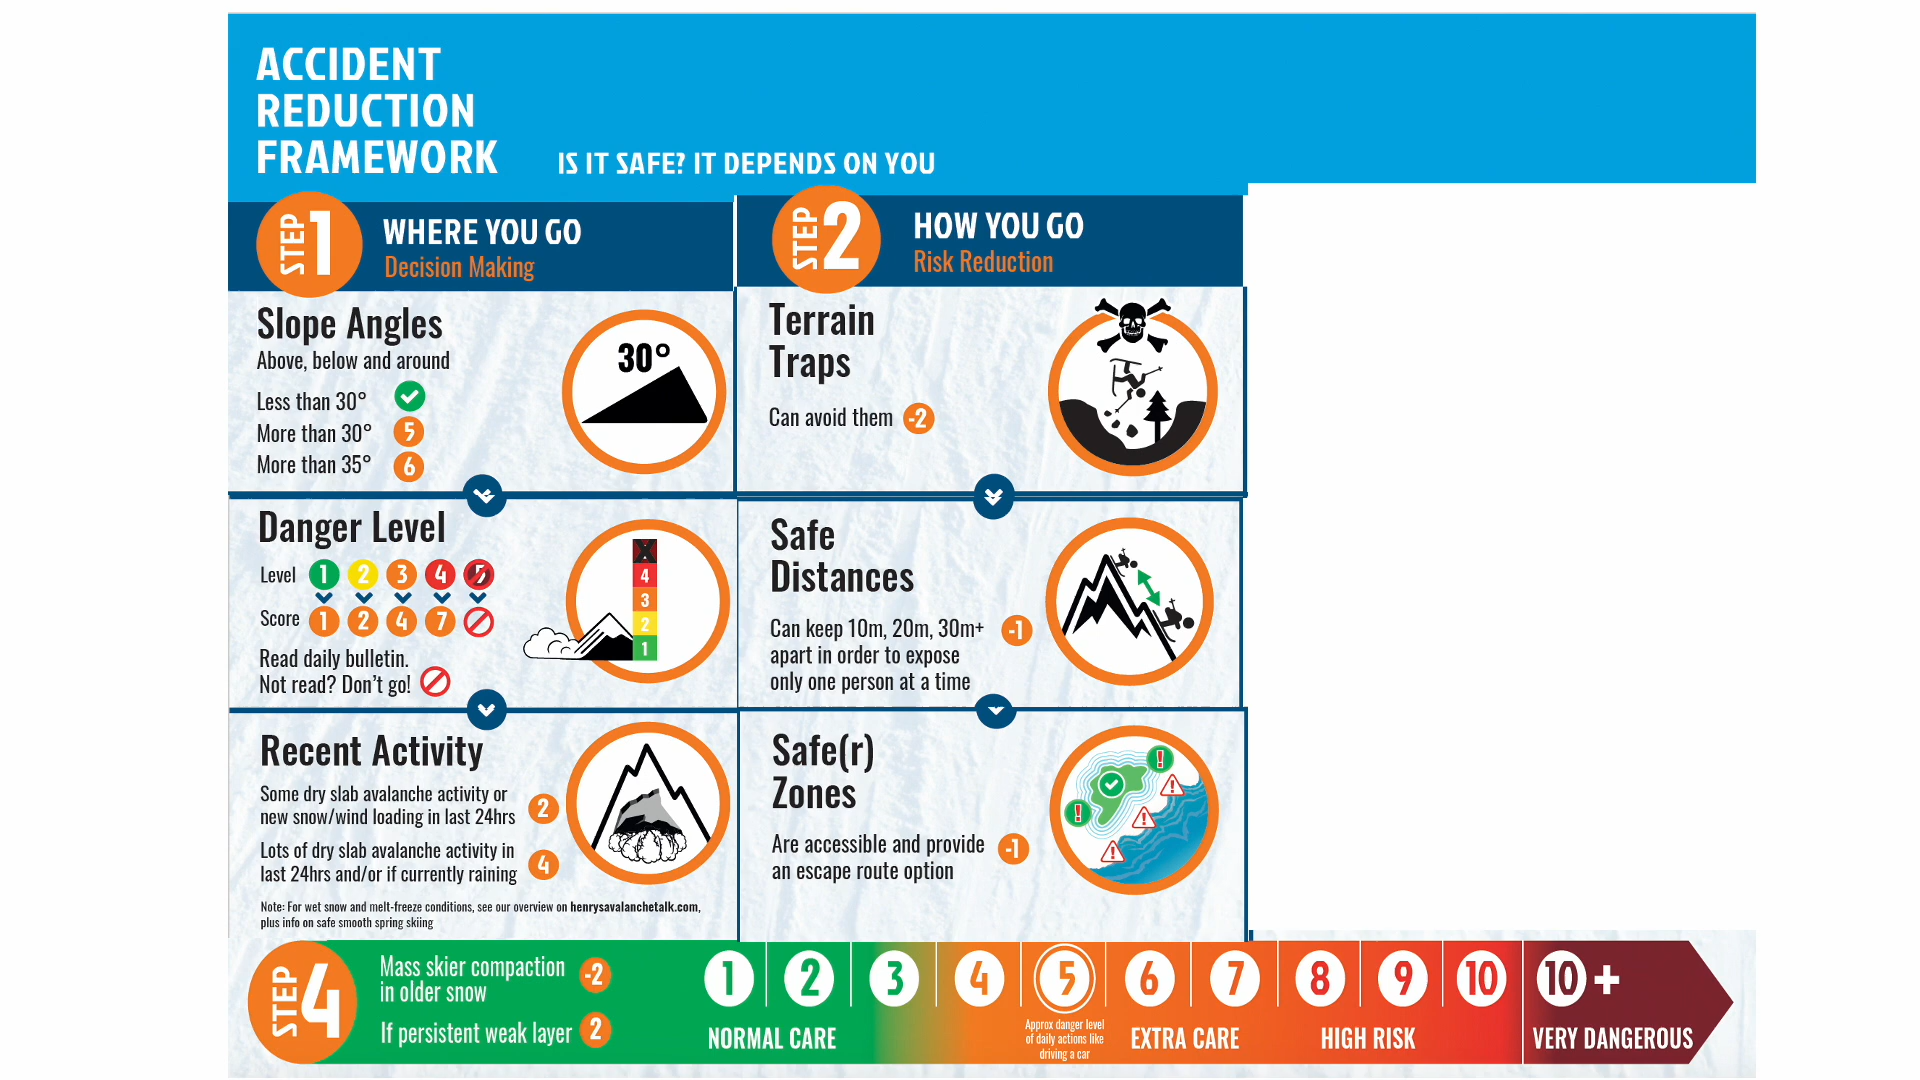 ACCIDENT
REDUCTION
FRAMEWORK
IS IT SAFE? IT DEPENDS ON YOU
STEP 1
WHERE YOU GO
Decision Making
Slope Angles
Above, below and around
Less than 30°
More than 30° 5
More than 35° 6
30°
Danger Level
Level 1 2 3 4 5
Score 1 2 4 7
Read daily bulletin.
Not read? Don't go!
X
4
3
2
1
Recent Activity
Some dry slab avalanche activity or
new snow/wind loading in last 24hrs
2
Lots of dry slab avalanche activity in
last 24hrs and/or if currently raining
4
Note: For wet snow and melt-freeze conditions, see our overview on henrysavalanchetalk.com,
plus info on safe smooth spring skiing
STEP 2
HOW YOU GO
Risk Reduction
Terrain
Traps
Can avoid them -2
Safe
Distances
Can keep 10m, 20m, 30m+
apart in order to expose
only one person at a time
-1
Safe(r)
Zones
Are accessible and provide
an escape route option
-1
!
!
!
!
!
STEP 4
Mass skier compaction
in older snow
-2
If persistent weak layer 2
1 2 3 4 5 6 7 8 9 10 10+
NORMAL CARE
Approx danger level
of daily actions like
driving a car
EXTRA CARE
HIGH RISK
VERY DANGEROUS